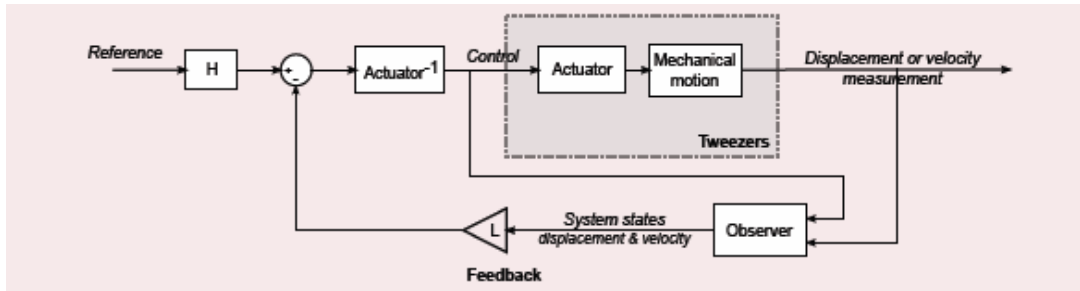 Reference
H
+
-
Actuator-1
Control
Actuator
Mechanical
motion
Displacement or velocity
measurement
Tweezers
L
System states
displacement & velocity
Observer
Feedback